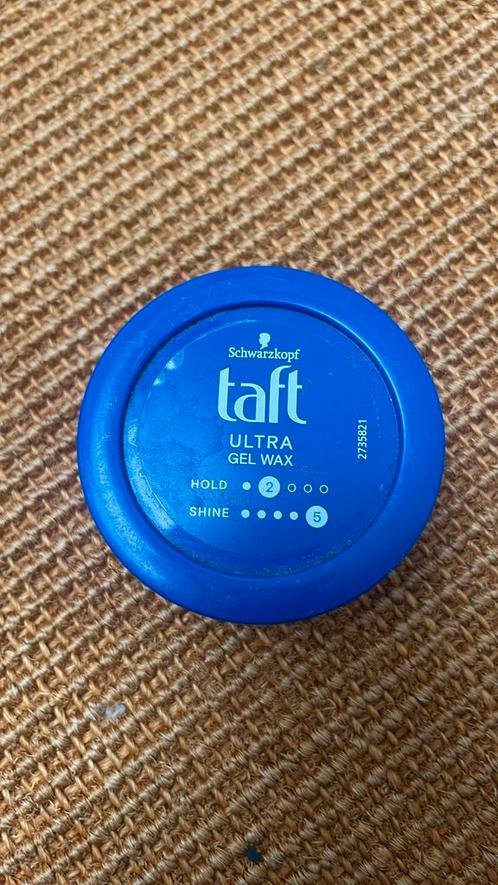 Schwarzkopf
taft
ULTRA
GEL WAX
HOLD 2
SHINE 5
2735821